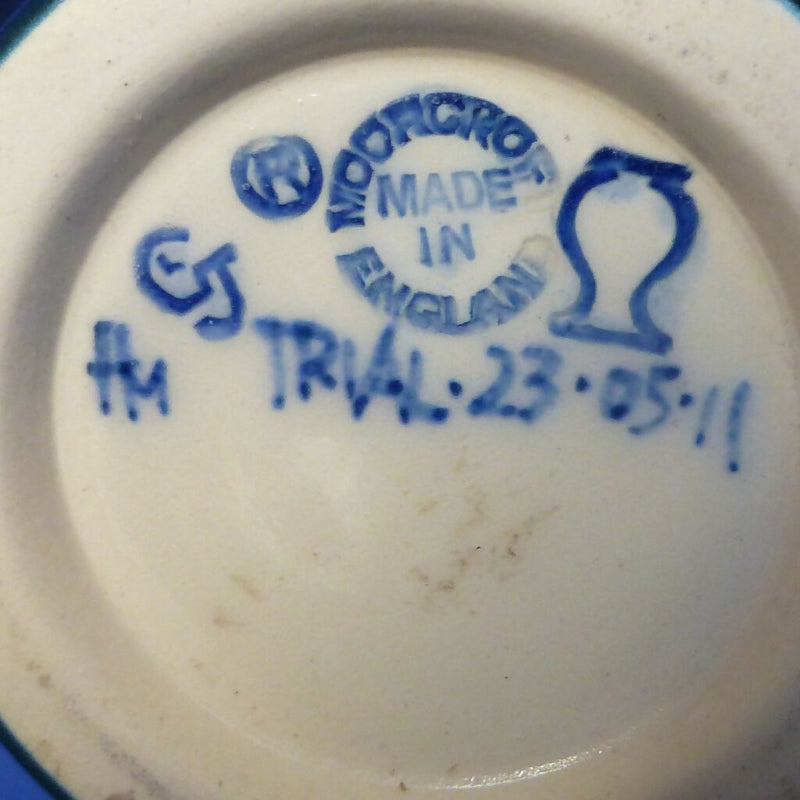 ®
MOORCROFT
MADE
IN
ENGLAND
HM TRIAL·23·05·11